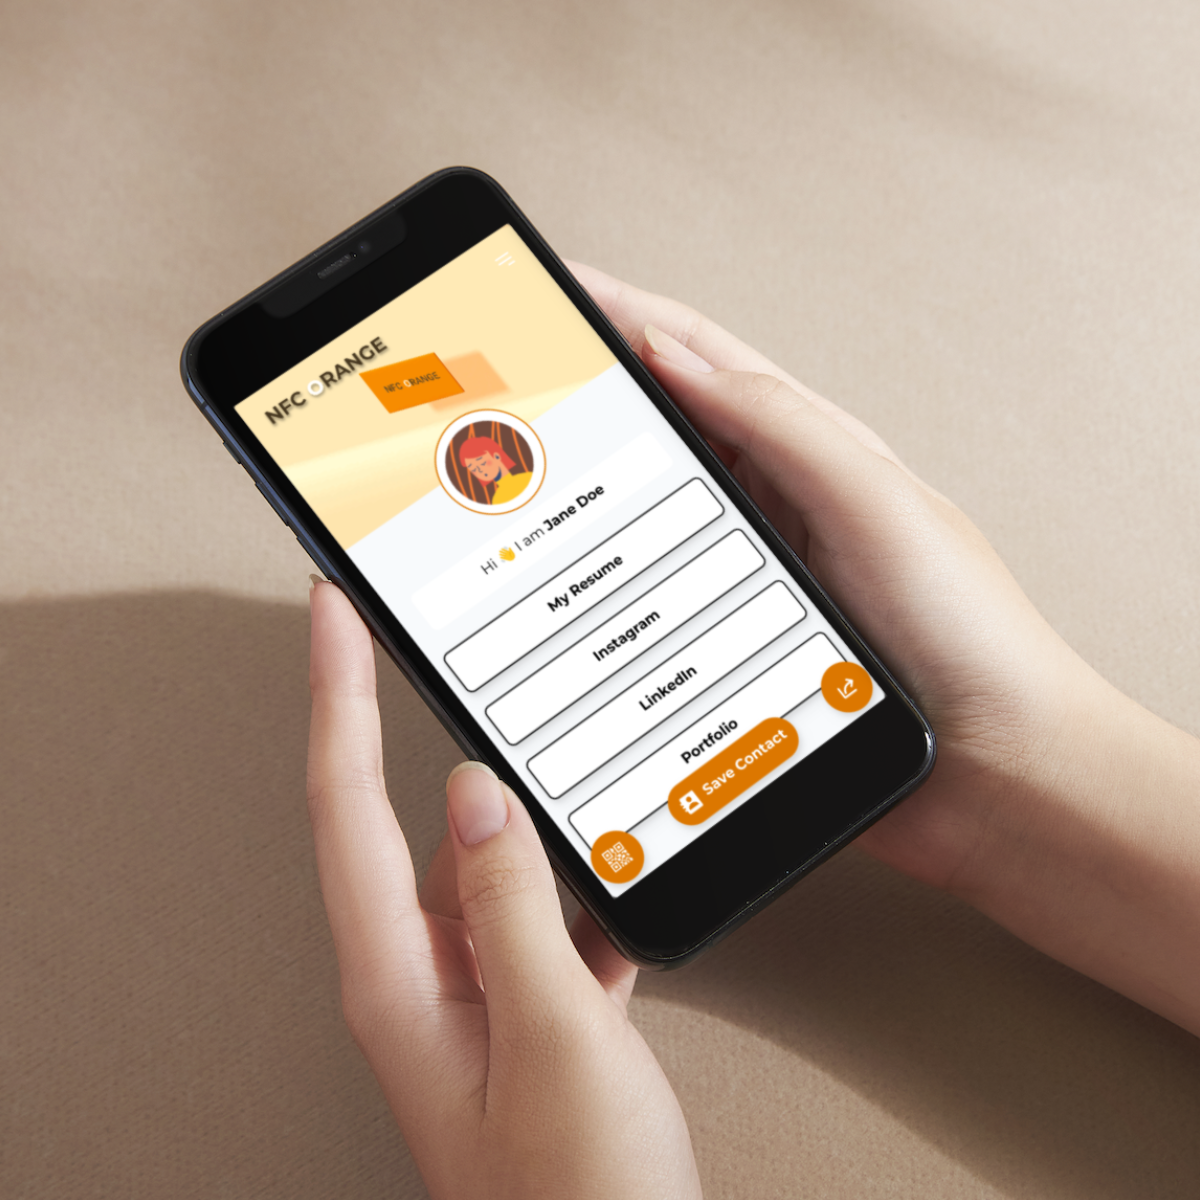 NFC ORANGE
NFC ORANGE
Hi 👋 I am Jane Doe
My Resume
Instagram
LinkedIn
Portfolio
Save Contact